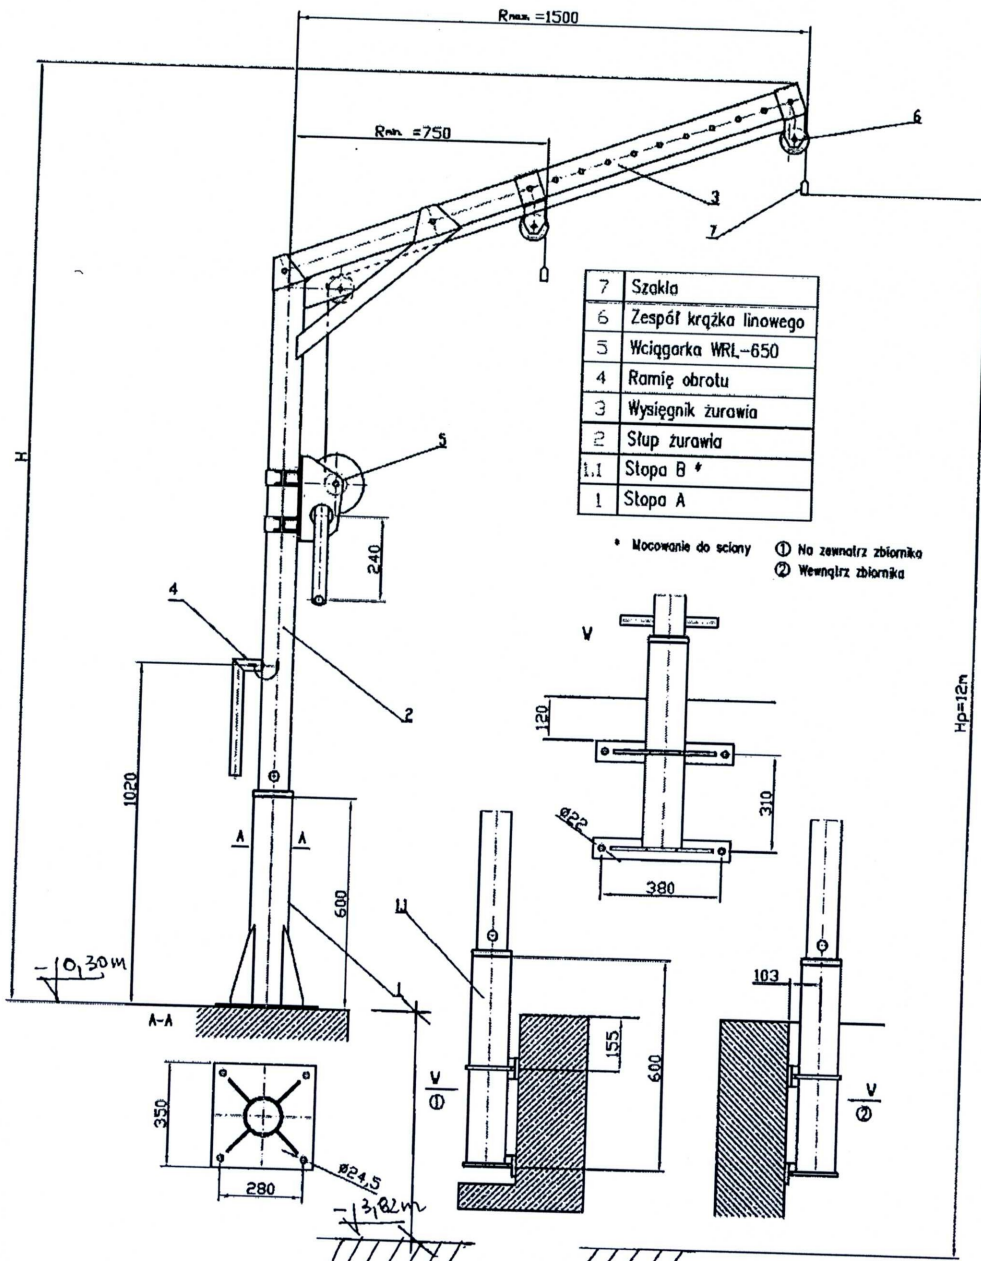 Rmax. =1500
Rmin. =750
6
3
7
7 Szakla
6 Zespół krążka linowego
5 Wciągarka WRL-650
4 Ramię obrotu
3 Wysięgnik żurawia
2 Słup żurawia
1.1 Stopa B *
1 Stopa A
* Mocowanie do sciany
① Na zewnątrz zbiornika
② Wewnątrz zbiornika
H
5
240
4
2
V
120
310
Hp=12m
1020
A A
600
ø22
380
1.1
103
-0,30m
1
A-A
155
600
V
①
V
②
350
280
ø24,5
-3,82m